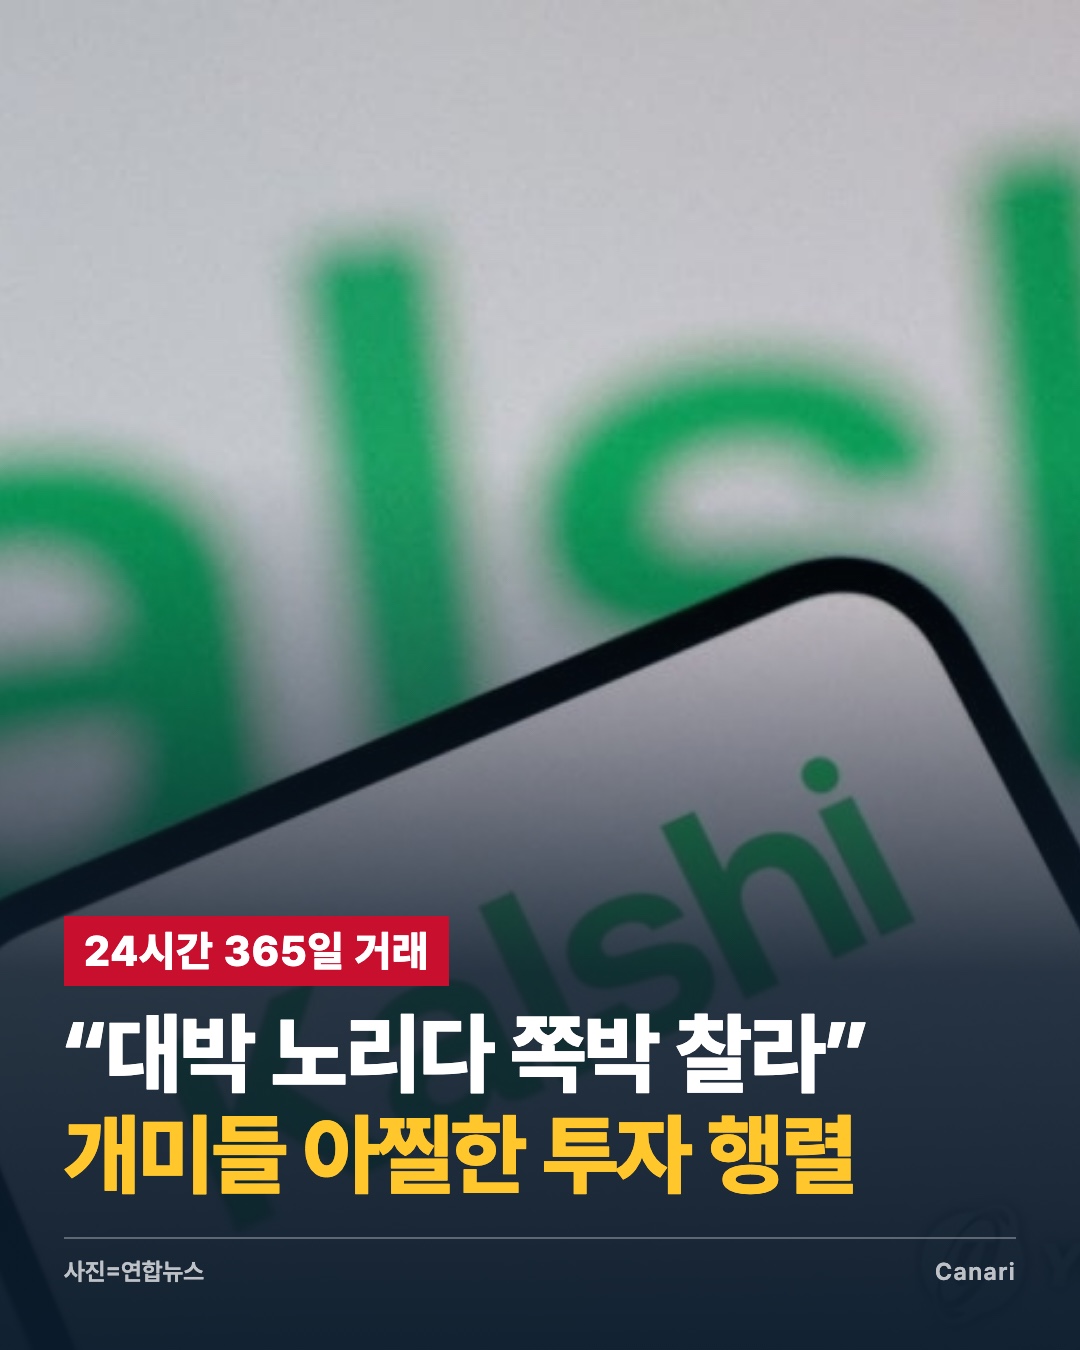 alsh
Kalshi
24시간 365일 거래
“대박 노리다 쪽박 찰라”
개미들 아찔한 투자 행렬
사진=연합뉴스
Canari